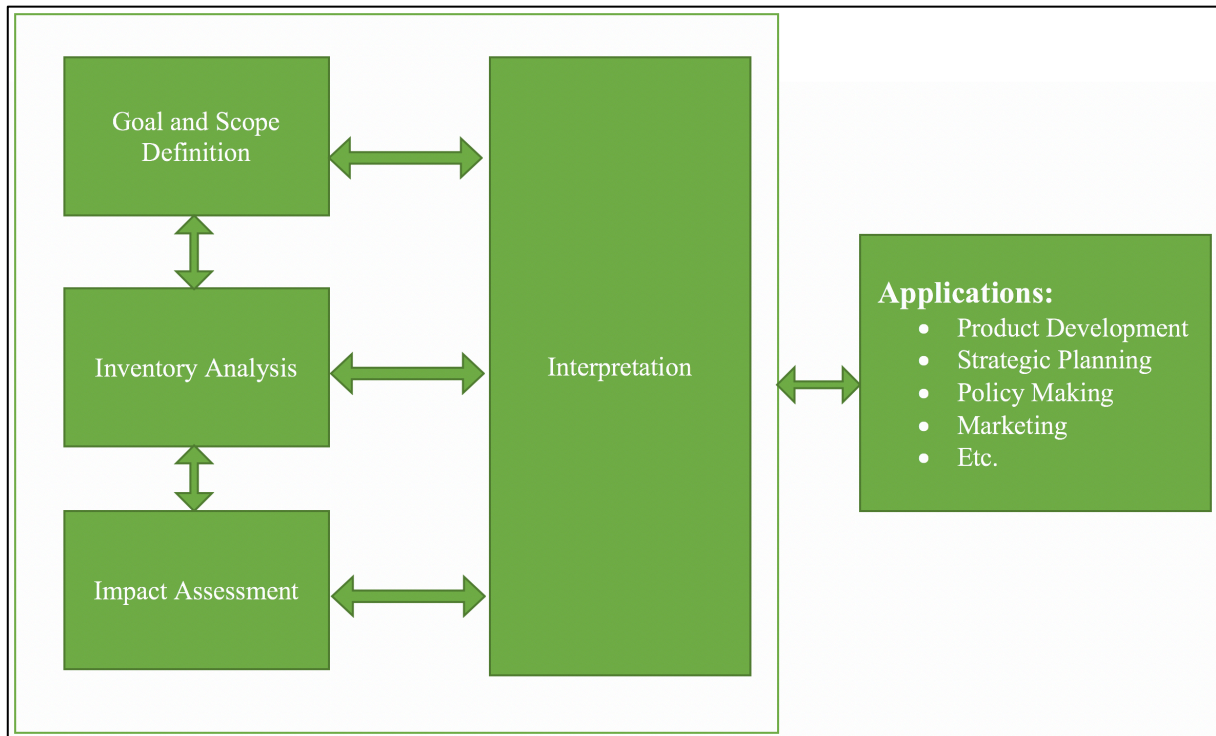 Goal and Scope
Definition
Inventory Analysis
Impact Assessment
Interpretation
Applications:
• Product Development
• Strategic Planning
• Policy Making
• Marketing
• Etc.